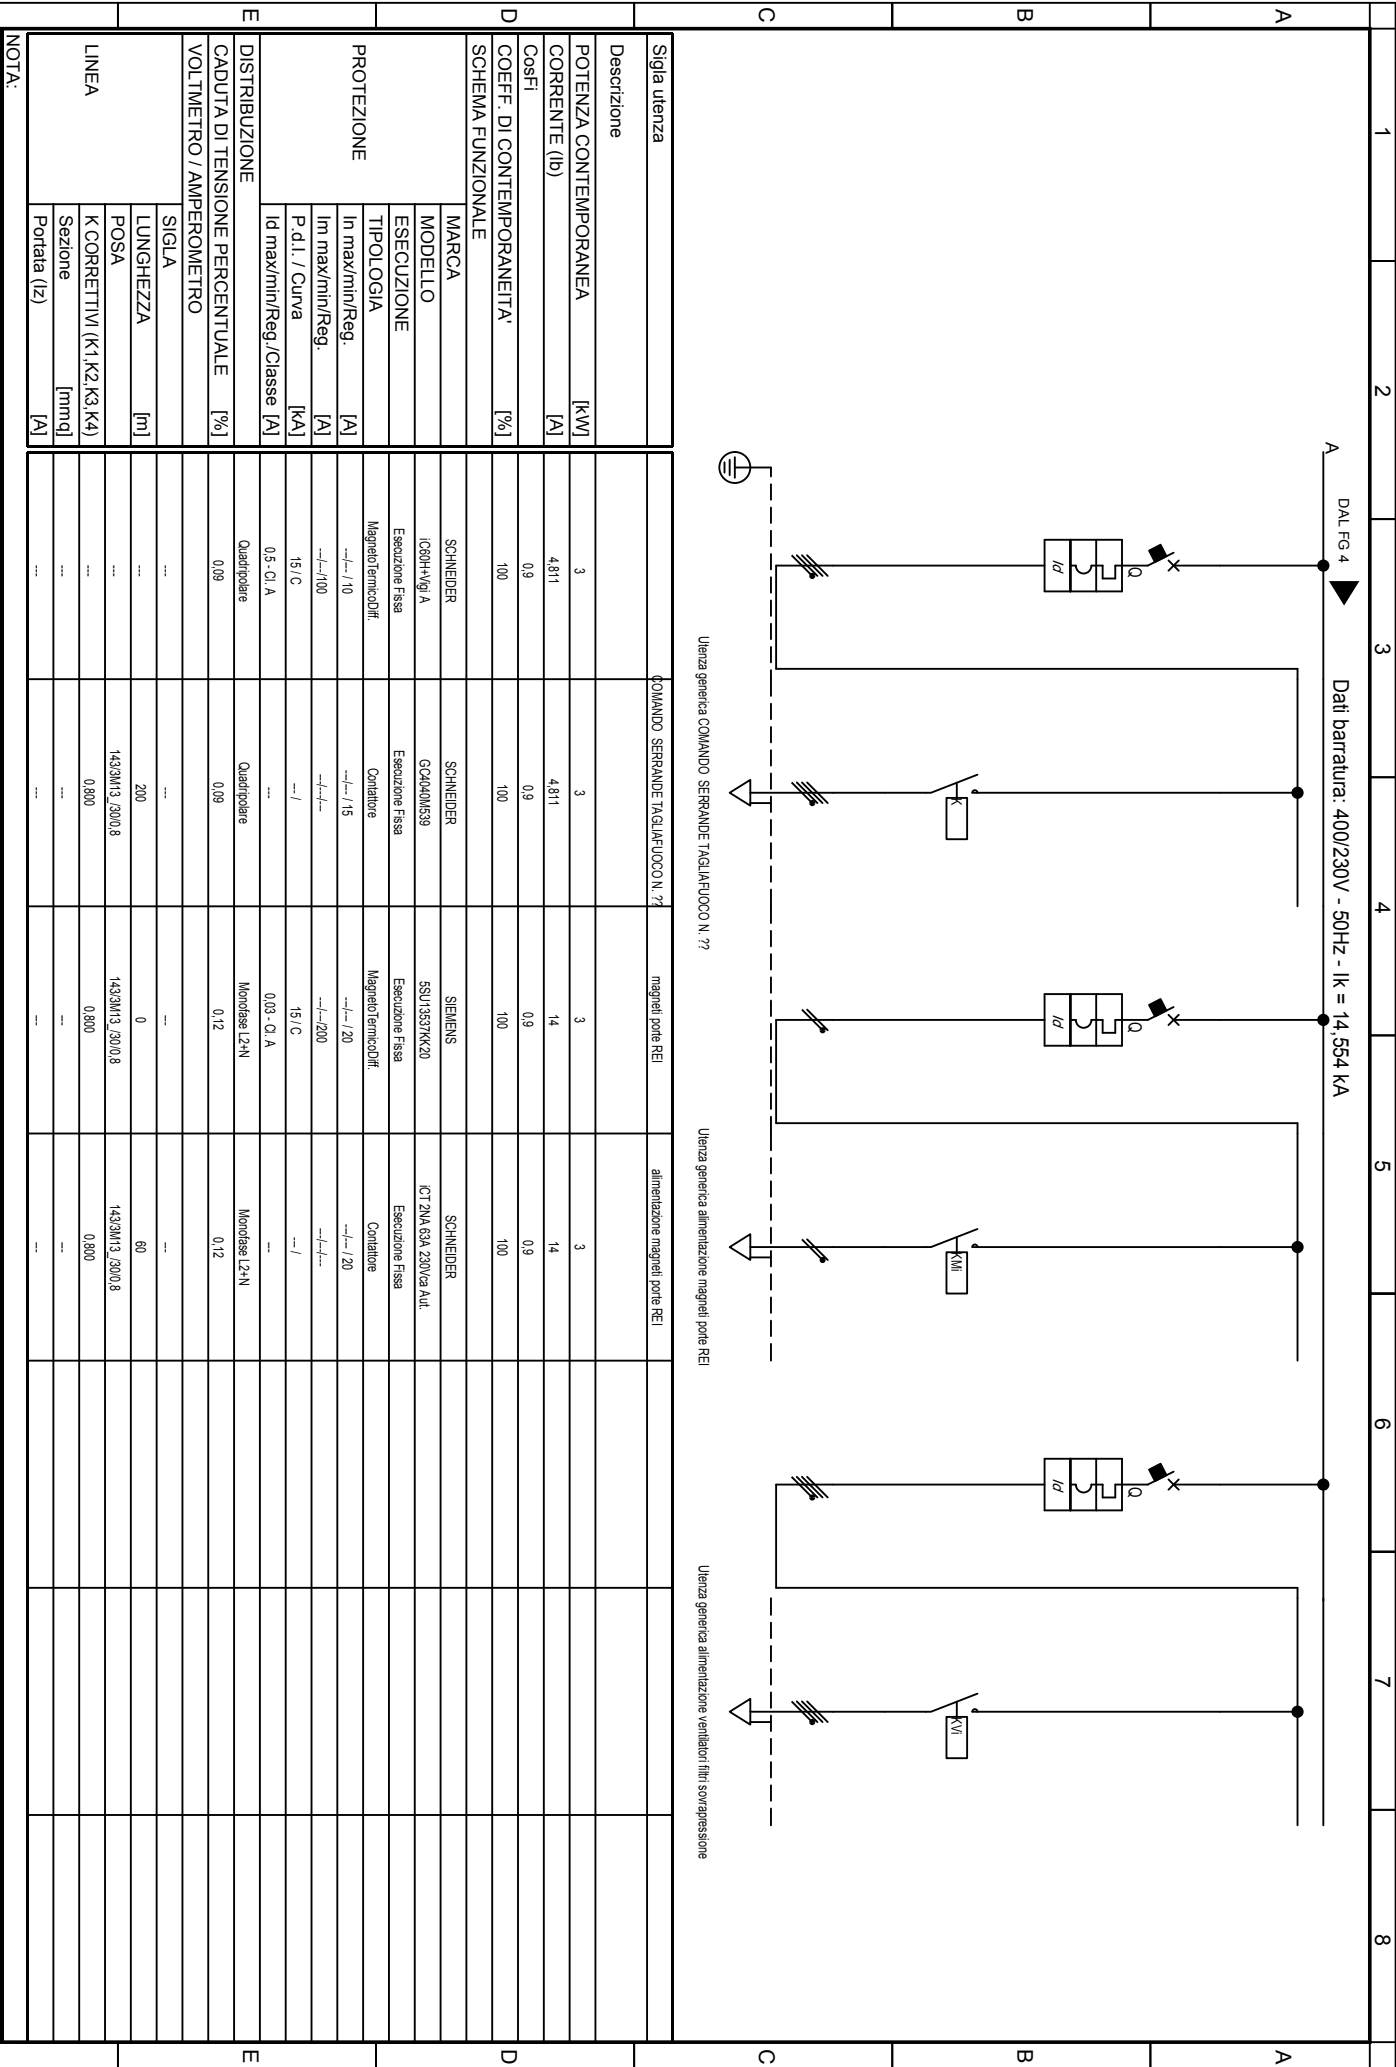 1
2
3
4
5
6
7
8
A
B
C
D
E
A
B
C
D
E
A
DAL FG 4
Dati barratura: 400/230V - 50Hz - Ik = 14,554 kA
Q
Id
K
Q
Id
KMi
Q
Id
KVi
Utenza generica COMANDO SERRANDE TAGLIAFUOCO N. ??
Utenza generica alimentazione magneti porte REI
Utenza generica alimentazione ventilatori filtri sovrapressione
Sigla utenza
COMANDO SERRANDE TAGLIAFUOCO N. ??
magneti porte REI
alimentazione magneti porte REI
Descrizione
POTENZA CONTEMPORANEA [kW] 3 3 3 3
CORRENTE (Ib) [A] 4,811 4,811 14 14
CosFi 0,9 0,9 0,9 0,9
COEFF. DI CONTEMPORANEITA' [%] 100 100 100 100
SCHEMA FUNZIONALE
PROTEZIONE
MARCA SCHNEIDER SCHNEIDER SIEMENS SCHNEIDER
MODELLO iC60H+Vigi A GC4040M539 5SU13537KK20 iCT 2NA 63A 230Vca Aut.
ESECUZIONE Esecuzione Fissa Esecuzione Fissa Esecuzione Fissa Esecuzione Fissa
TIPOLOGIA MagnetoTermicoDiff. Contattore MagnetoTermicoDiff. Contattore
In max/min/Reg. [A] ---/--- / 10 ---/--- / 15 ---/--- / 20 ---/--- / 20
Im max/min/Reg. [A] ---/---/100 ---/---/--- ---/---/200 ---/---/---
P.d.I. / Curva [kA] 15 / C --- / 15 / C --- /
Id max/min/Reg./Classe [A] 0,5 - Cl. A --- 0,03 - Cl. A ---
DISTRIBUZIONE Quadripolare Quadripolare Monofase L2+N Monofase L2+N
CADUTA DI TENSIONE PERCENTUALE [%] 0,09 0,09 0,12 0,12
VOLTMETRO / AMPEROMETRO
LINEA
SIGLA --- --- ---
LUNGHEZZA [m] --- 200 0 60
POSA --- 143/3M13_/30/0,8 143/3M13_/30/0,8 143/3M13_/30/0,8
K CORRETTIVI (K1,K2,K3,K4) --- 0,800 0,800 0,800
Sezione [mmq] --- --- --- ---
Portata (Iz) [A] --- --- --- ---
NOTA: